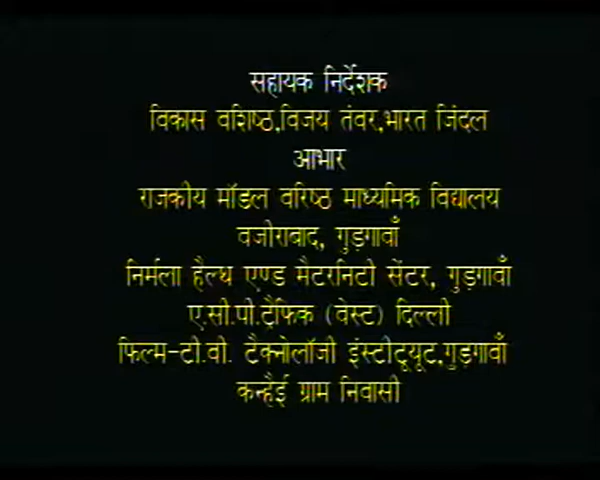 सहायक निर्देशक
विकास वशिष्ठ,विजय तंवर,भारत जिंदल
आभार
राजकीय मॉडल वरिष्ठ माध्यमिक विद्यालय
वजीराबाद, गुड़गावाँ
निर्मला हैल्थ एण्ड मैटरनिटी सेंटर, गुड़गावाँ
ए.सी.पी.ट्रैफिक (वेस्ट) दिल्ली
फिल्म-टी.वी. टैक्नोलॉजी इंस्टीटूयूट,गुड़गावाँ
कन्हैई ग्राम निवासी